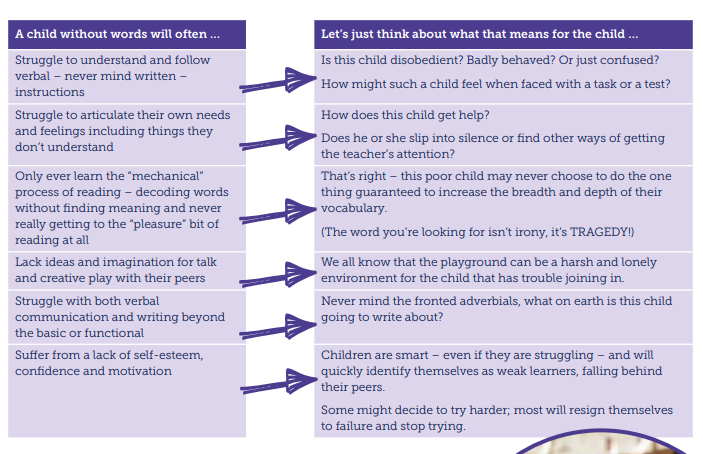 A child without words will often ...
Let's just think about what that means for the child ...
Struggle to understand and follow
verbal – never mind written –
instructions
Is this child disobedient? Badly behaved? Or just confused?
How might such a child feel when faced with a task or a test?
Struggle to articulate their own needs
and feelings including things they
don't understand
How does this child get help?
Does he or she slip into silence or find other ways of getting
the teacher's attention?
Only ever learn the "mechanical"
process of reading – decoding words
without finding meaning and never
really getting to the "pleasure" bit of
reading at all
That's right – this poor child may never choose to do the one
thing guaranteed to increase the breadth and depth of their
vocabulary.
(The word you're looking for isn't irony, it's TRAGEDY!)
Lack ideas and imagination for talk
and creative play with their peers
We all know that the playground can be a harsh and lonely
environment for the child that has trouble joining in.
Struggle with both verbal
communication and writing beyond
the basic or functional
Never mind the fronted adverbials, what on earth is this child
going to write about?
Suffer from a lack of self-esteem,
confidence and motivation
Children are smart – even if they are struggling – and will
quickly identify themselves as weak learners, falling behind
their peers.
Some might decide to try harder; most will resign themselves
to failure and stop trying.